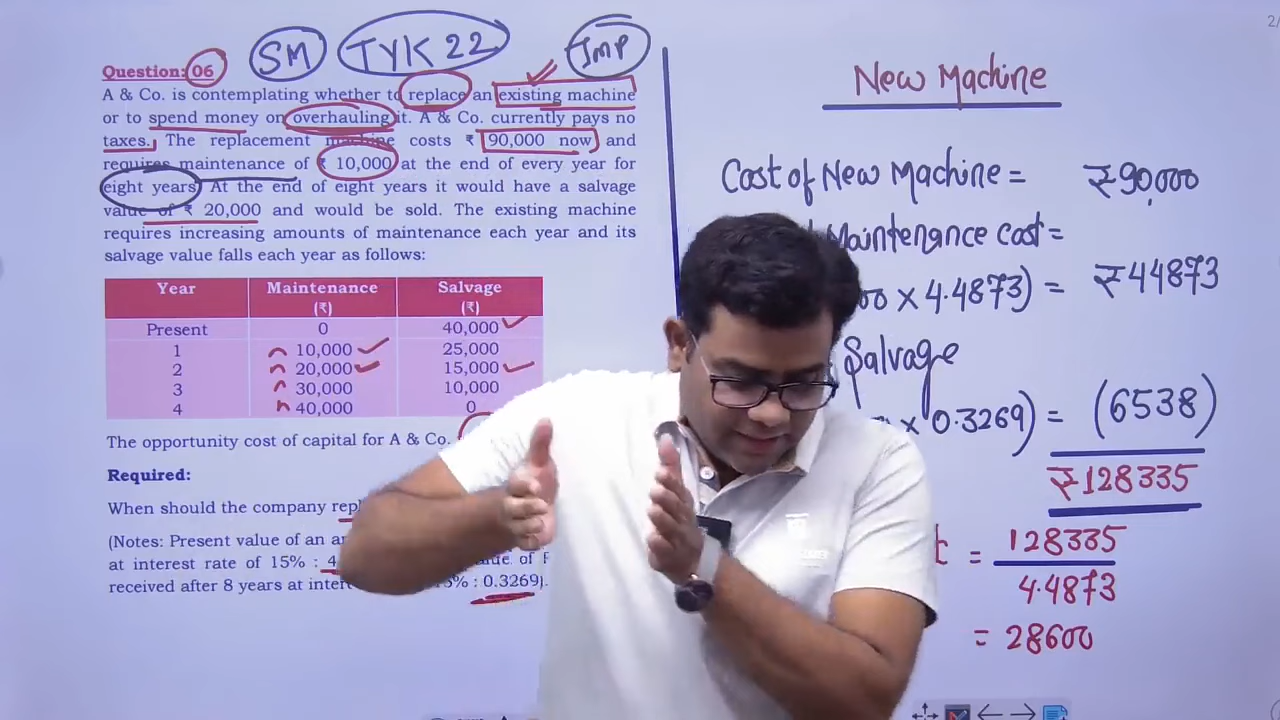 SM TYK 22 IMP
Question: 06
A & Co. is contemplating whether to replace an existing machine
or to spend money on overhauling it. A & Co. currently pays no
taxes. The replacement machine costs ₹ 90,000 now and
requires maintenance of ₹ 10,000 at the end of every year for
eight years. At the end of eight years it would have a salvage
value of ₹ 20,000 and would be sold. The existing machine
requires increasing amounts of maintenance each year and its
salvage value falls each year as follows:
Year Maintenance (₹) Salvage (₹)
Present 0 40,000
1 10,000 25,000
2 20,000 15,000
3 30,000 10,000
4 40,000 0
The opportunity cost of capital for A & Co.
Required:
When should the company
(Notes: Present value of an
at interest rate of 15% : 4 of
received after 8 years at : 0.3269).
2/
New Machine
Cost of New Machine = ₹90,000
Maintenance cost=
x 4.4873) = ₹44873
Salvage
x 0.3269) = (6538)
₹128335
= 128335
4.4873
= 28600